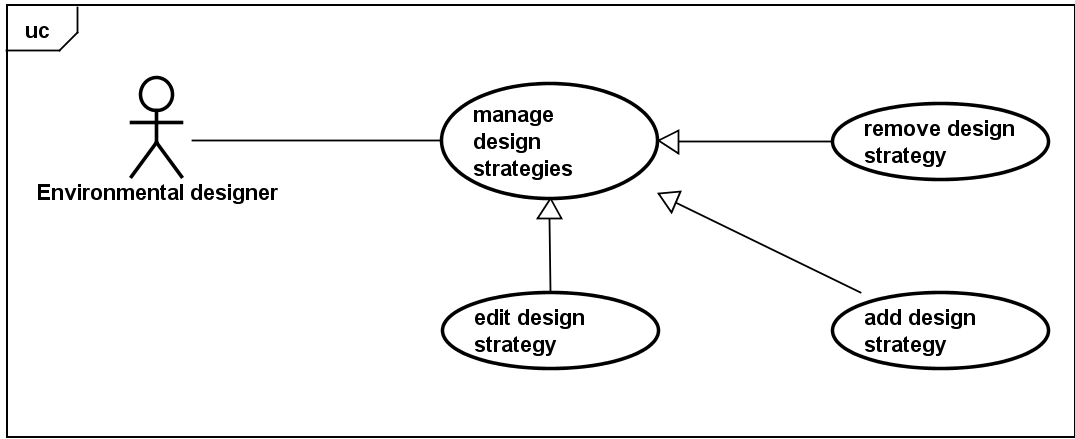 uc
manage
design
strategies
remove design
strategy
Environmental designer
edit design
strategy
add design
strategy